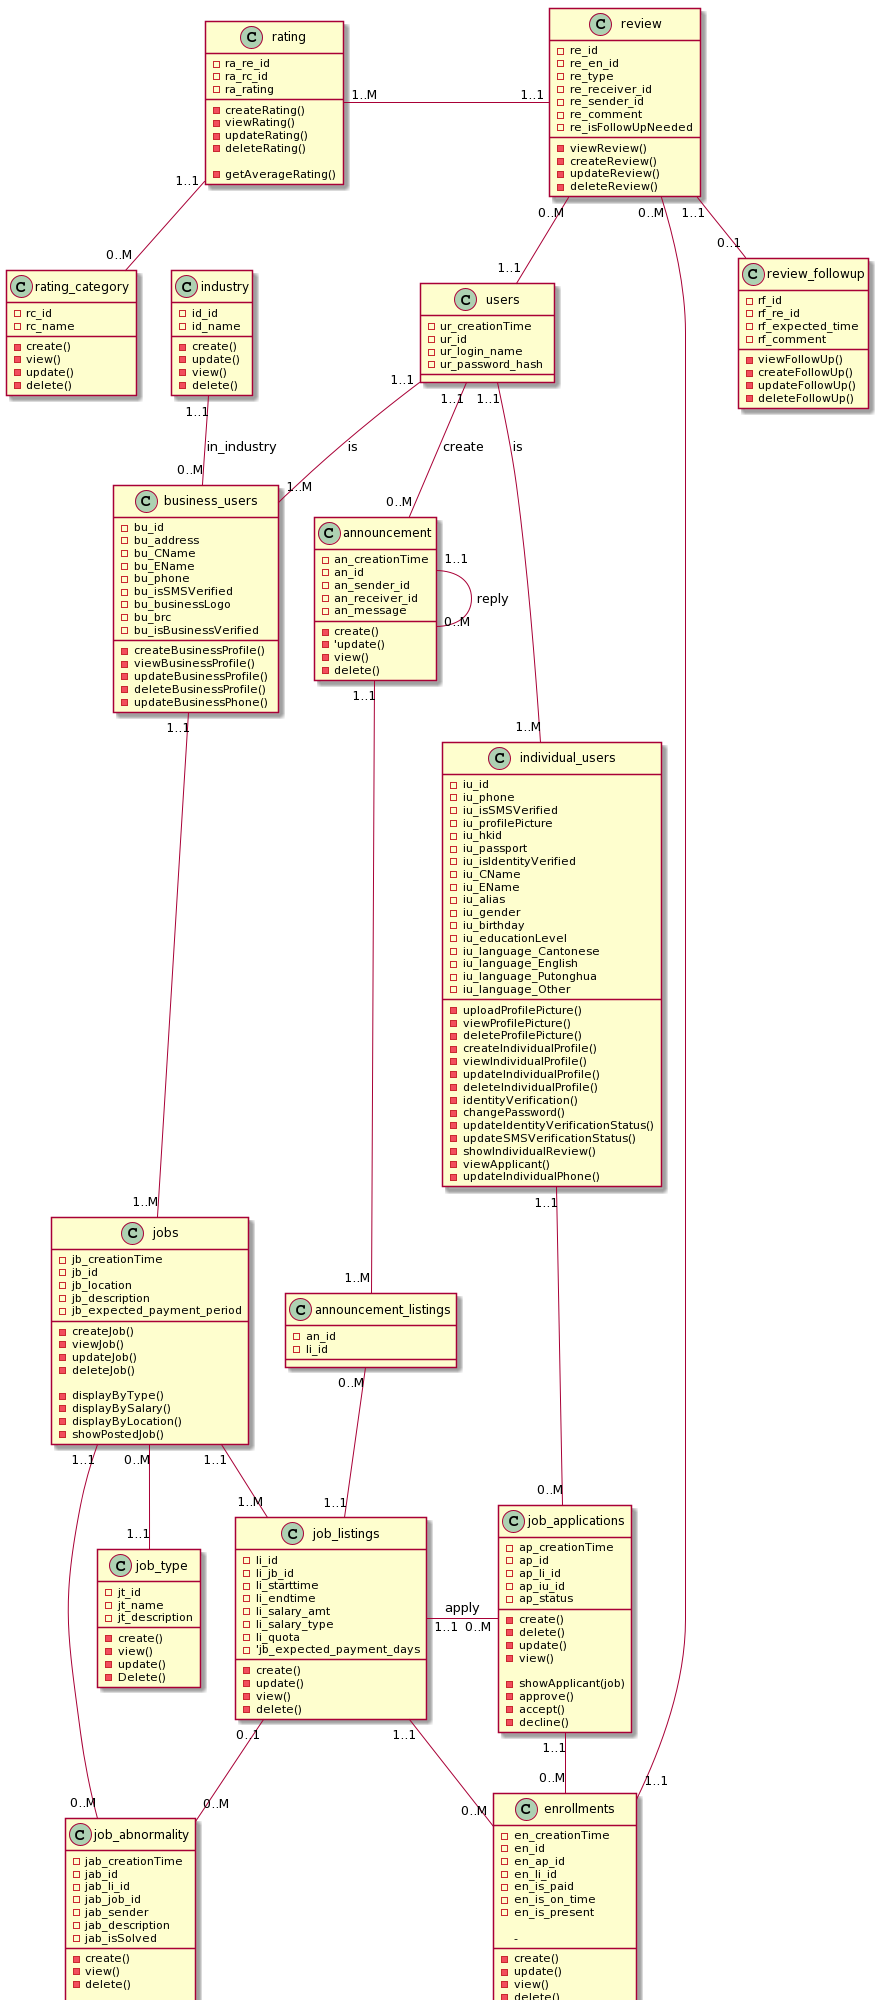 C rating
ra_re_id
ra_rc_id
ra_rating
createRating()
viewRating()
updateRating()
deleteRating()
getAverageRating()
C review
re_id
re_en_id
re_type
re_receiver_id
re_sender_id
re_comment
re_isFollowUpNeeded
viewReview()
createReview()
updateReview()
deleteReview()
1..M
1..1
1..1
0..M
0..M
1..1
0..M
1..1
0..1
C rating_category
rc_id
rc_name
create()
view()
update()
delete()
C industry
id_id
id_name
create()
update()
view()
delete()
C users
ur_creationTime
ur_id
ur_login_name
ur_password_hash
C review_followup
rf_id
rf_re_id
rf_expected_time
rf_comment
viewFollowUp()
createFollowUp()
updateFollowUp()
deleteFollowUp()
1..1
in_industry
0..M
1..1
is
1..M
1..1
create
0..M
1..1
is
1..M
C business_users
bu_id
bu_address
bu_CName
bu_EName
bu_phone
bu_isSMSVerified
bu_businessLogo
bu_brc
bu_isBusinessVerified
createBusinessProfile()
viewBusinessProfile()
updateBusinessProfile()
deleteBusinessProfile()
updateBusinessPhone()
C announcement
an_creationTime
an_id
an_sender_id
an_receiver_id
an_message
create()
'update()
view()
delete()
1..1
reply
0..M
1..1
1..1
C individual_users
iu_id
iu_phone
iu_isSMSVerified
iu_profilePicture
iu_hkid
iu_passport
iu_isIdentityVerified
iu_CName
iu_EName
iu_alias
iu_gender
iu_birthday
iu_educationLevel
iu_language_Cantonese
iu_language_English
iu_language_Putonghua
iu_language_Other
uploadProfilePicture()
viewProfilePicture()
deleteProfilePicture()
createIndividualProfile()
viewIndividualProfile()
updateIndividualProfile()
deleteIndividualProfile()
identityVerification()
changePassword()
updateIdentityVerificationStatus()
updateSMSVerificationStatus()
showIndividualReview()
viewApplicant()
updateIndividualPhone()
1..M
1..1
1..M
C jobs
jb_creationTime
jb_id
jb_location
jb_description
jb_expected_payment_period
createJob()
viewJob()
updateJob()
deleteJob()
displayByType()
displayBySalary()
displayByLocation()
showPostedJob()
C announcement_listings
an_id
li_id
0..M
1..1
1..1
0..M
1..1
1..1
1..M
0..M
C job_type
jt_id
jt_name
jt_description
create()
view()
update()
Delete()
C job_listings
li_id
li_jb_id
li_starttime
li_endtime
li_salary_amt
li_salary_type
li_quota
'jb_expected_payment_days
create()
update()
view()
delete()
apply
1..1
0..M
C job_applications
ap_creationTime
ap_id
ap_li_id
ap_iu_id
ap_status
create()
delete()
update()
view()
showApplicant(job)
approve()
accept()
decline()
0..1
1..1
1..1
0..M
0..M
0..M
0..M
1..1
C job_abnormality
jab_creationTime
jab_id
jab_li_id
jab_job_id
jab_sender
jab_description
jab_isSolved
create()
view()
delete()
C enrollments
en_creationTime
en_id
en_ap_id
en_li_id
en_is_paid
en_is_on_time
en_is_present
-
create()
update()
view()
delete()